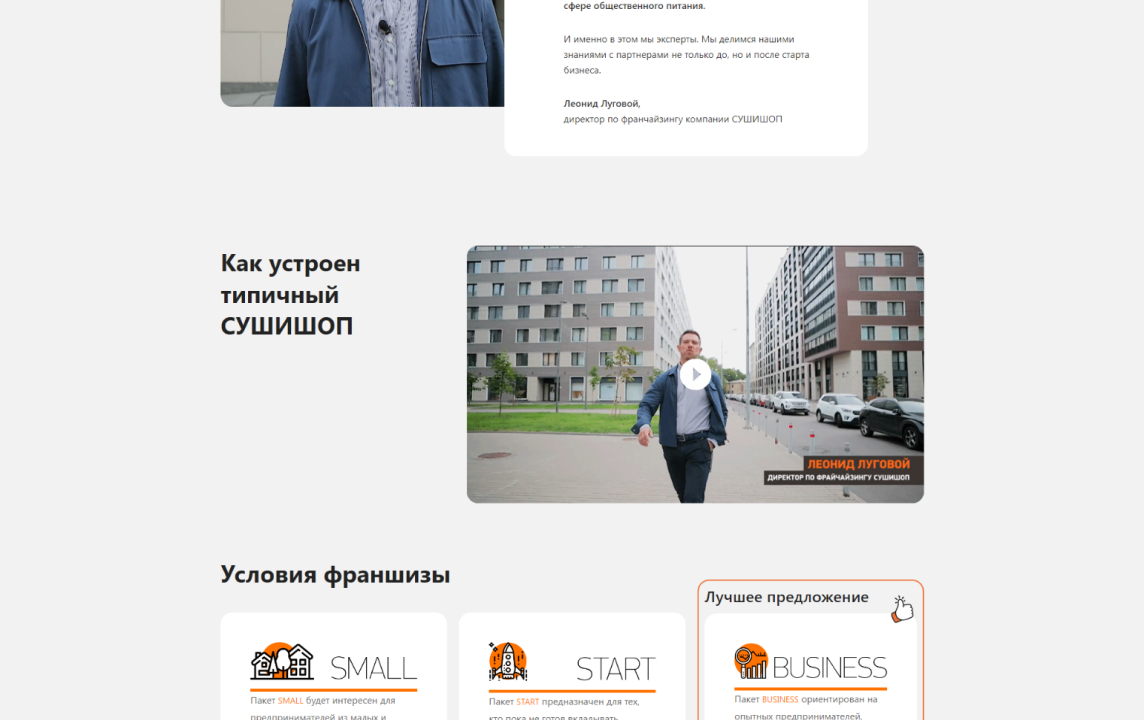 сфере общественного питания.
И именно в этом мы эксперты. Мы делимся нашими
знаниями с партнерами не только до, но и после старта
бизнеса.
Леонид Луговой,
директор по франчайзингу компании СУШИШОП
Как устроен
типичный
СУШИШОП
ЛЕОНИД ЛУГОВОЙ
ДИРЕКТОР ПО ФРАЙЧАЙЗИНГУ СУШИШОП
Условия франшизы
Лучшее предложение
SMALL
Пакет SMALL будет интересен для
предпринимателей из малых и
START
Пакет START предназначен для тех,
кто пока не готов вкладывать
BUSINESS
Пакет BUSINESS ориентирован на
опытных предпринимателей,